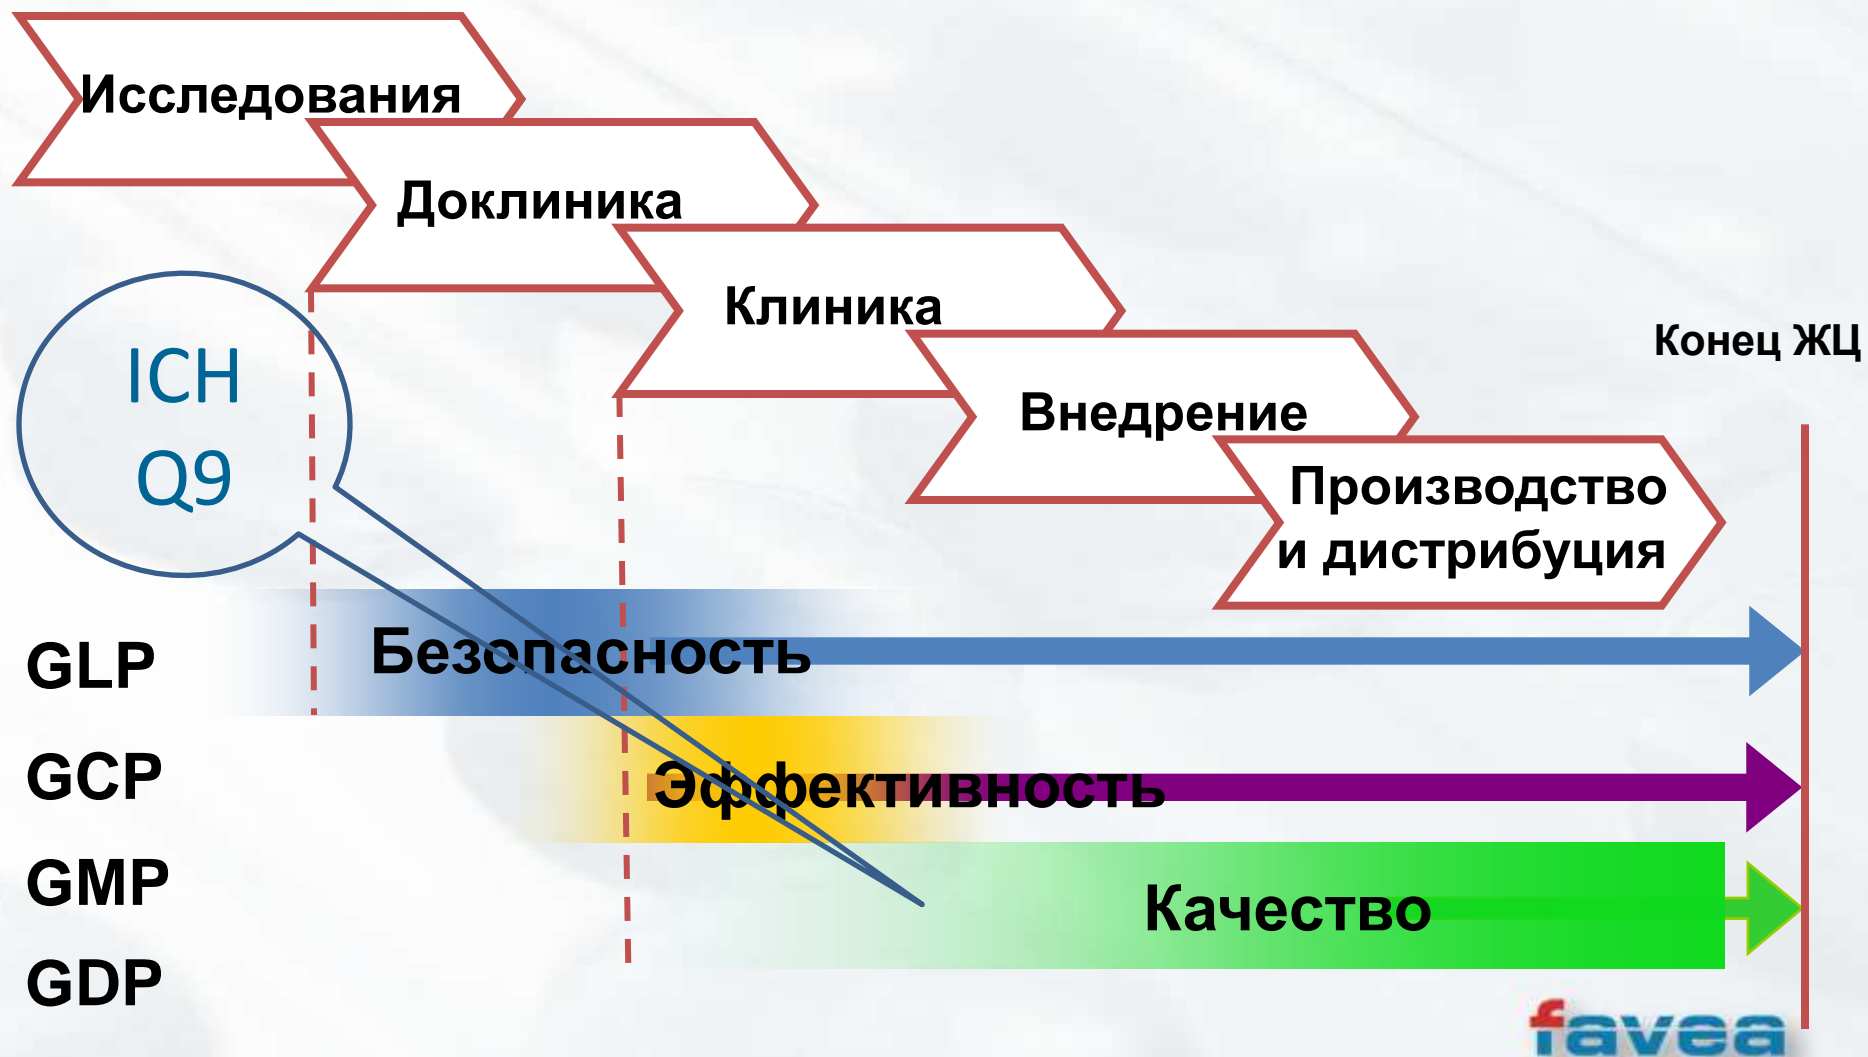 Исследования
Доклиника
Клиника
Конец ЖЦ
Внедрение
Производство
и дистрибуция
ICH
Q9
GLP
Безопасность
GCP
Эффективность
GMP
Качество
GDP
favea